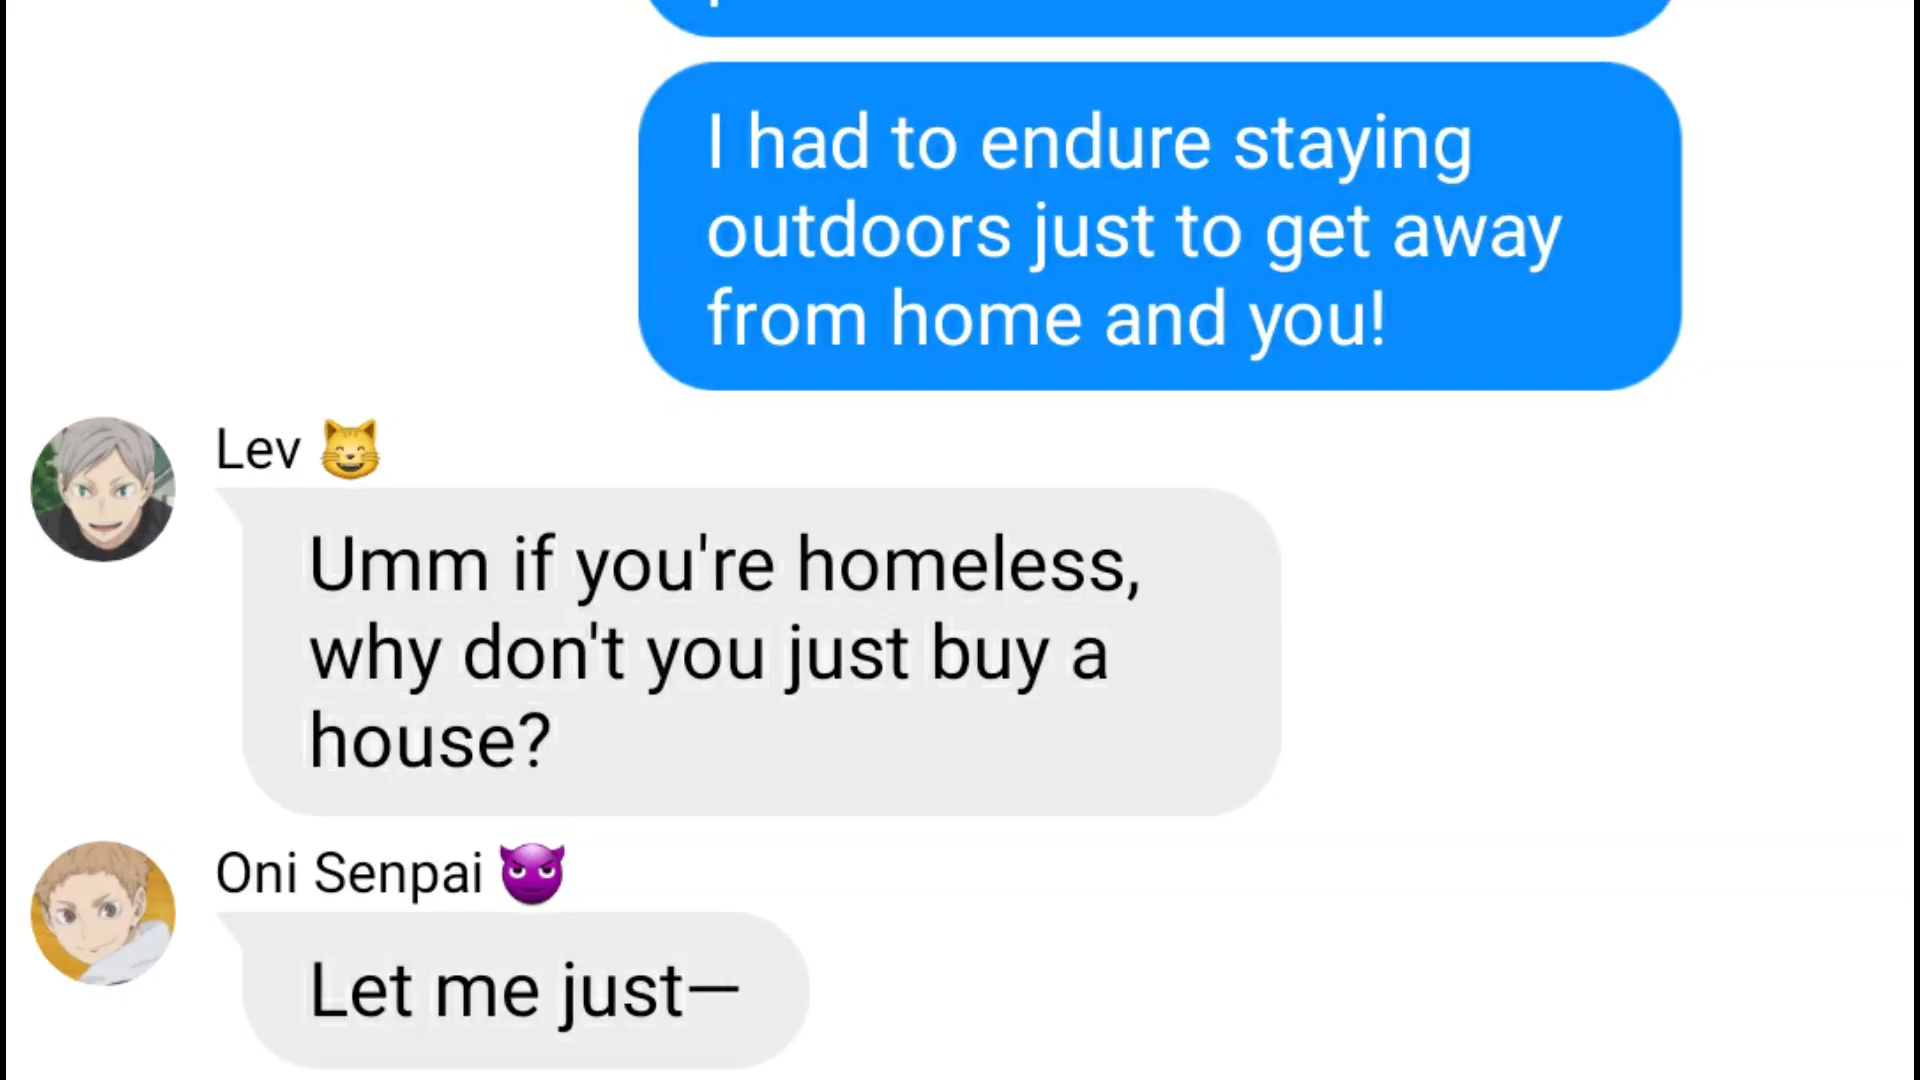 I had to endure staying
outdoors just to get away
from home and you!
Lev 😸
Umm if you're homeless,
why don't you just buy a
house?
Oni Senpai 😈
Let me just—